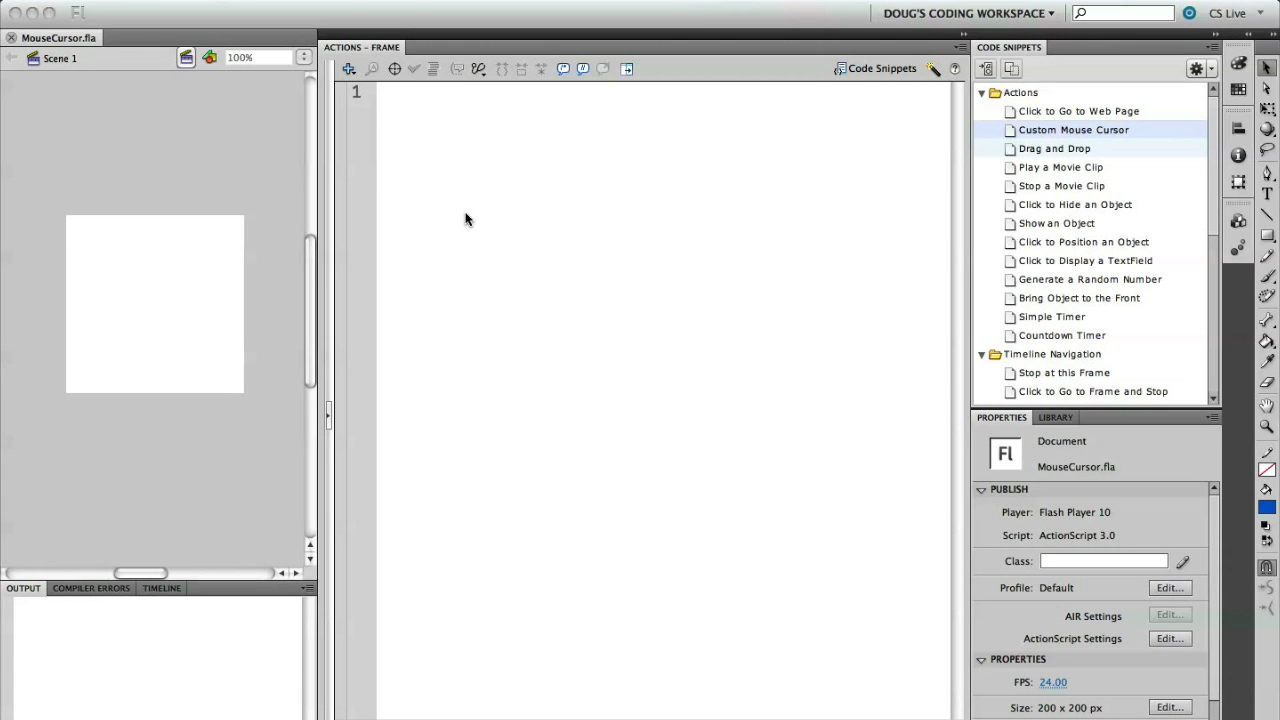 Fl
DOUG'S CODING WORKSPACE
CS Live
MouseCursor.fla
Scene 1
100%
ACTIONS – FRAME
Code Snippets
1
CODE SNIPPETS
Actions
Click to Go to Web Page
Custom Mouse Cursor
Drag and Drop
Play a Movie Clip
Stop a Movie Clip
Click to Hide an Object
Show an Object
Click to Position an Object
Click to Display a TextField
Generate a Random Number
Bring Object to the Front
Simple Timer
Countdown Timer
Timeline Navigation
Stop at this Frame
Click to Go to Frame and Stop
PROPERTIES LIBRARY
Fl
Document
MouseCursor.fla
PUBLISH
Player: Flash Player 10
Script: ActionScript 3.0
Class:
Profile: Default Edit...
AIR Settings Edit...
ActionScript Settings Edit...
PROPERTIES
FPS: 24.00
Size: 200 x 200 px Edit...
OUTPUT COMPILER ERRORS TIMELINE